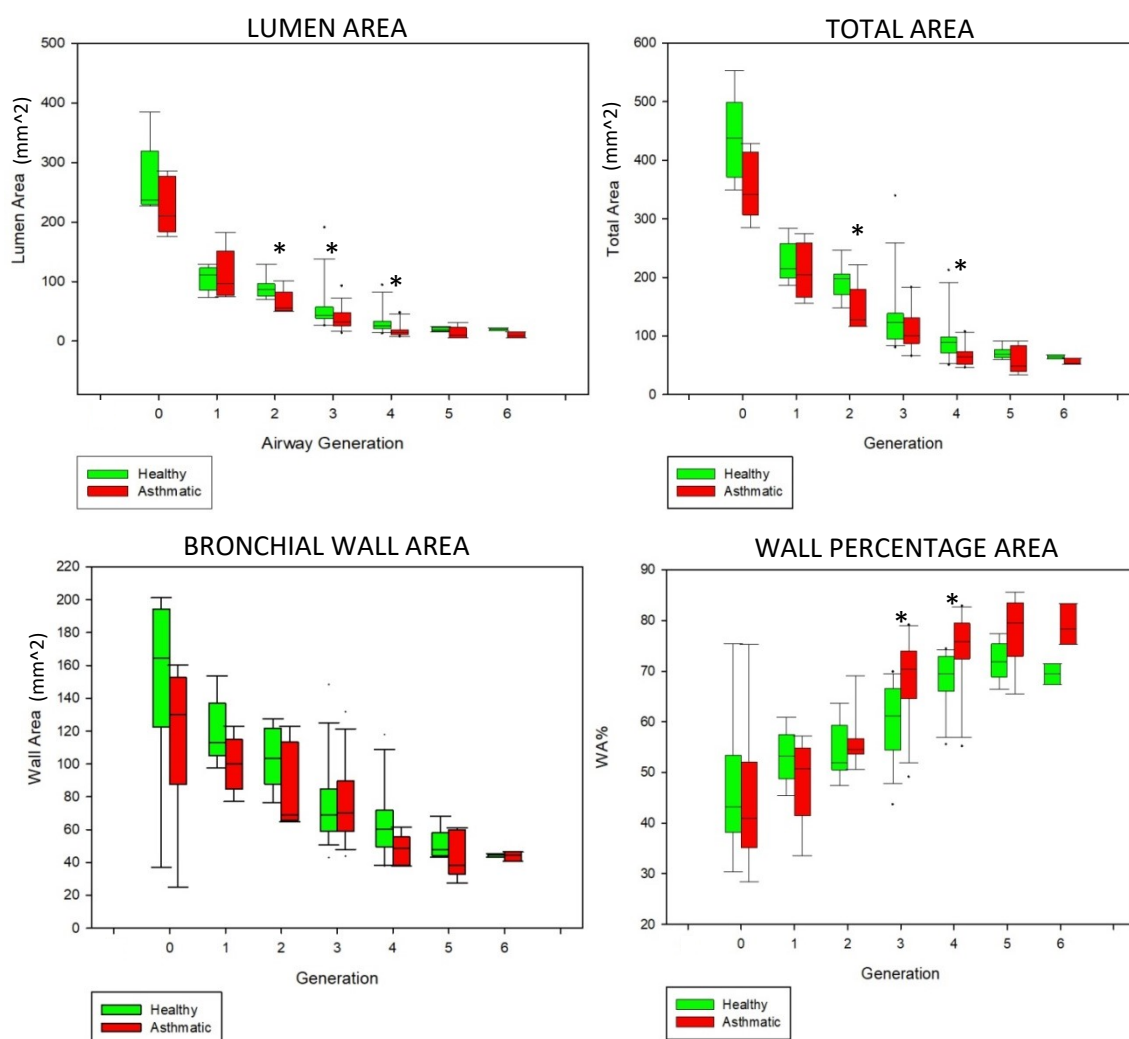 LUMEN AREA
500
400
300
200
100
0
Lumen Area (mm^2)
*
*
*
0 1 2 3 4 5 6
Airway Generation
Healthy
Asthmatic
TOTAL AREA
600
500
400
300
200
100
0
Total Area (mm^2)
*
*
0 1 2 3 4 5 6
Generation
Healthy
Asthmatic
BRONCHIAL WALL AREA
220
200
180
160
140
120
100
80
60
40
20
0
Wall Area (mm^2)
0 1 2 3 4 5 6
Generation
Healthy
Asthmatic
WALL PERCENTAGE AREA
90
80
70
60
50
40
30
20
WA%
*
*
0 1 2 3 4 5 6
Generation
Healthy
Asthmatic